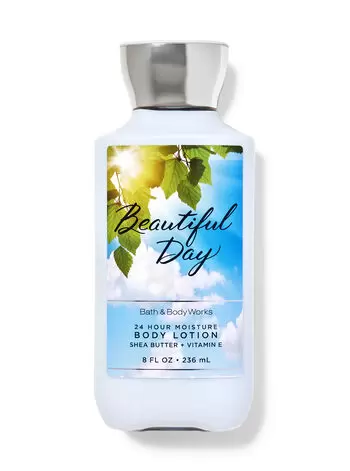 Beautiful
Day
Bath & Body Works
24 HOUR MOISTURE
BODY LOTION
SHEA BUTTER + VITAMIN E
8 FL OZ • 236 mL